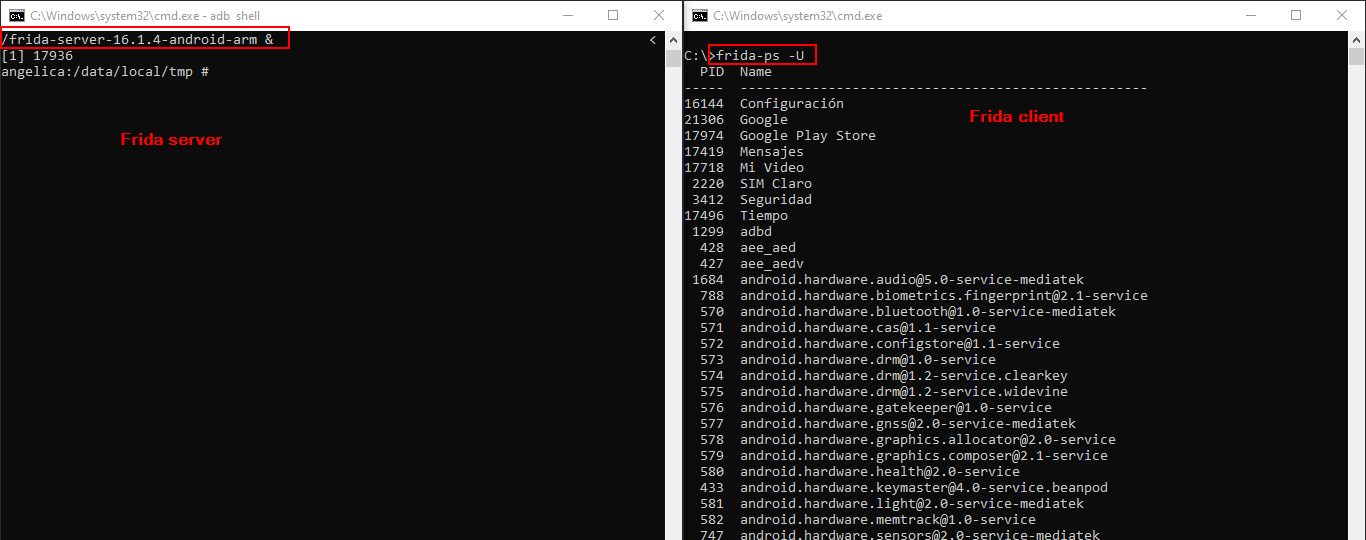 C:\Windows\system32\cmd.exe - adb shell
/frida-server-16.1.4-android-arm & <
[1] 17936
angelica:/data/local/tmp #
Frida server
C:\Windows\system32\cmd.exe
C:\>frida-ps -U
PID Name
----- ---------------------------------------------------
16144 Configuración
21306 Google
17974 Google Play Store
17419 Mensajes
17718 Mi Video
2220 SIM Claro
3412 Seguridad
17496 Tiempo
1299 adbd
428 aee_aed
427 aee_aedv
1684 android.hardware.audio@5.0-service-mediatek
788 android.hardware.biometrics.fingerprint@2.1-service
570 android.hardware.bluetooth@1.0-service-mediatek
571 android.hardware.cas@1.1-service
572 android.hardware.configstore@1.1-service
573 android.hardware.drm@1.0-service
574 android.hardware.drm@1.2-service.clearkey
575 android.hardware.drm@1.2-service.widevine
576 android.hardware.gatekeeper@1.0-service
577 android.hardware.gnss@2.0-service-mediatek
578 android.hardware.graphics.allocator@2.0-service
579 android.hardware.graphics.composer@2.1-service
580 android.hardware.health@2.0-service
433 android.hardware.keymaster@4.0-service.beanpod
581 android.hardware.light@2.0-service-mediatek
582 android.hardware.memtrack@1.0-service
747 android.hardware.sensors@2.0-service-mediatek
Frida client